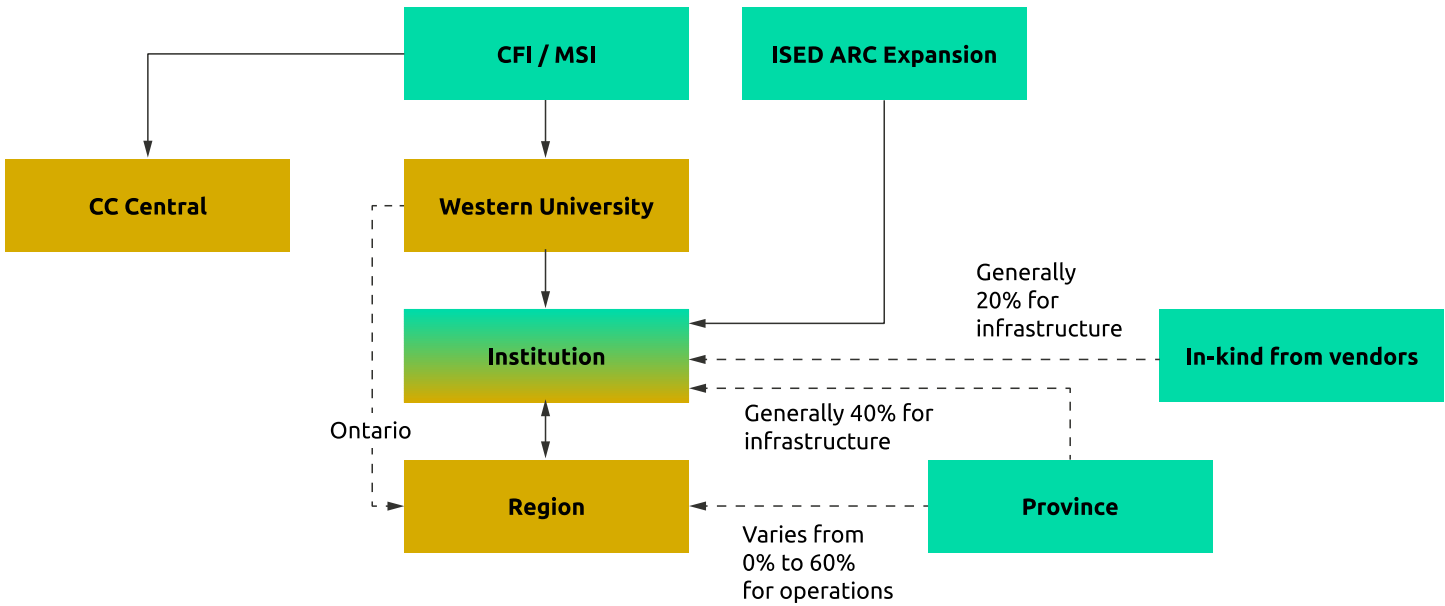 CFI / MSI
ISED ARC Expansion
CC Central
Western University
Generally
20% for
infrastructure
Institution
In-kind from vendors
Generally 40% for
infrastructure
Ontario
Region
Province
Varies from
0% to 60%
for operations